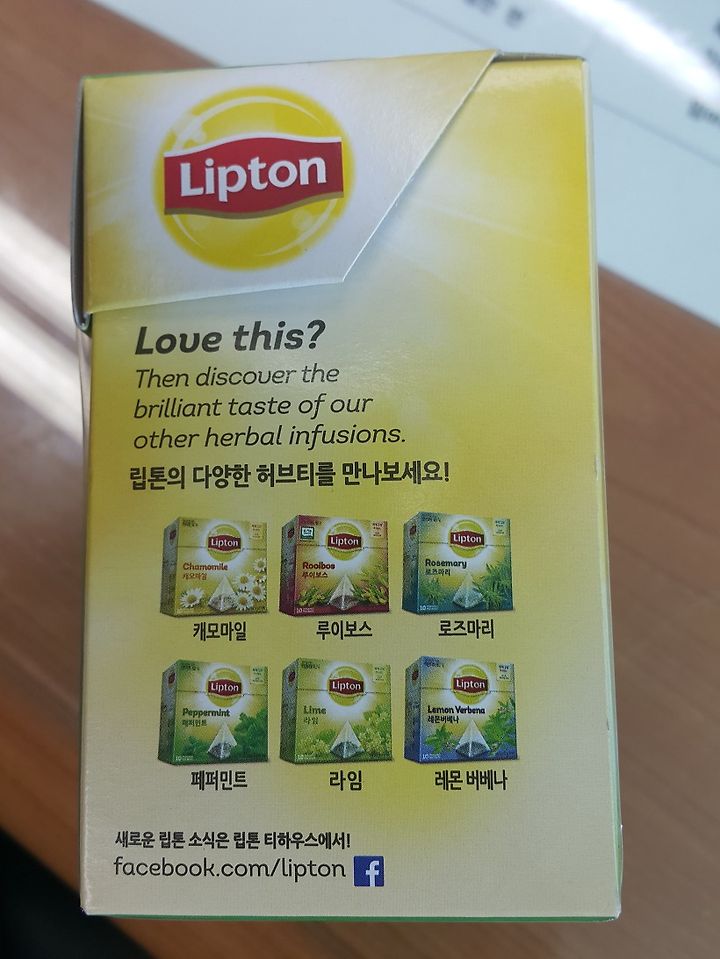 Lipton
Love this?
Then discover the
brilliant taste of our
other herbal infusions.
립톤의 다양한 허브티를 만나보세요!
Lipton
Chamomile
캐모마일
Lipton
Rooibos
루이보스
10
Lipton
Rosemary
로즈마리
10
캐모마일
루이보스
로즈마리
Lipton
Peppermint
페퍼민트
10
Lipton
Lime
라임
10
Lipton
Lemon Verbena
레몬버베나
10
페퍼민트
라임
레몬 버베나
새로운 립톤 소식은 립톤 티하우스에서!
facebook.com/lipton f